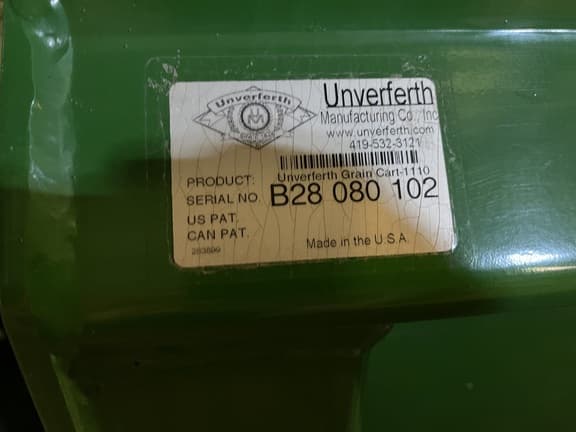 Unverferth
Unverferth
Manufacturing Co., Inc
www.unverferth.com
419-532-3121
PRODUCT: Unverferth Grain Cart-1110
SERIAL NO. B28 080 102
US PAT.
CAN PAT.
Made in the U.S.A.